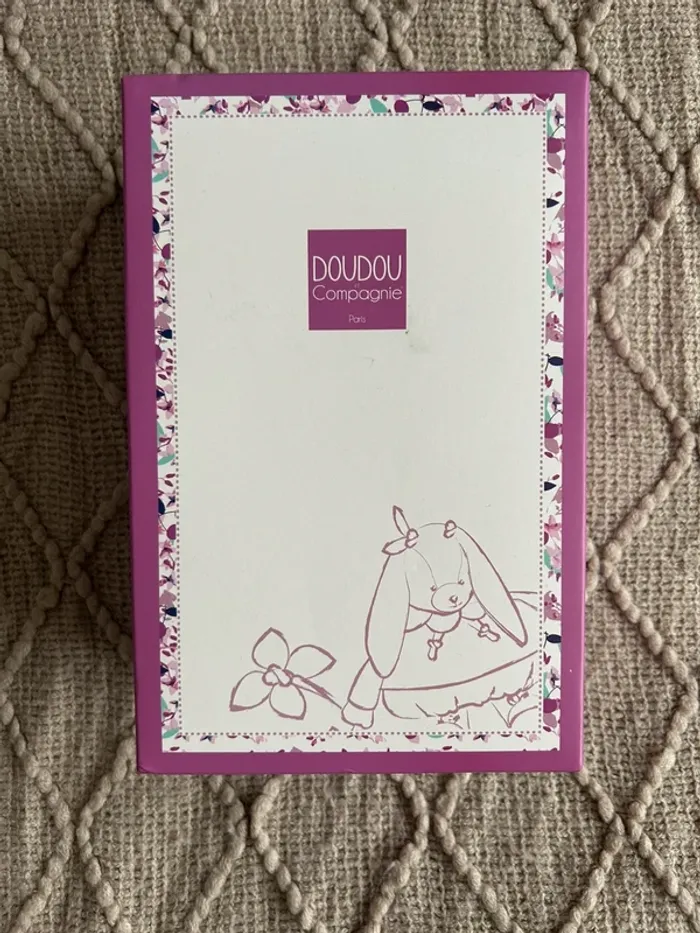 DOUDOU
et
Compagnie
Paris